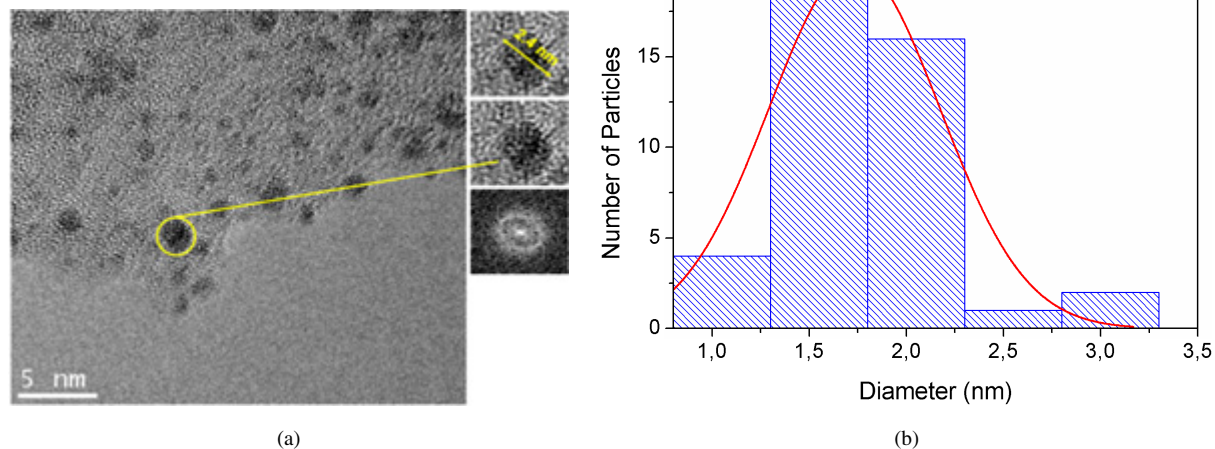 2.4 nm
5 nm
(a)
15
10
5
0
Number of Particles
1,0 1,5 2,0 2,5 3,0 3,5
Diameter (nm)
(b)